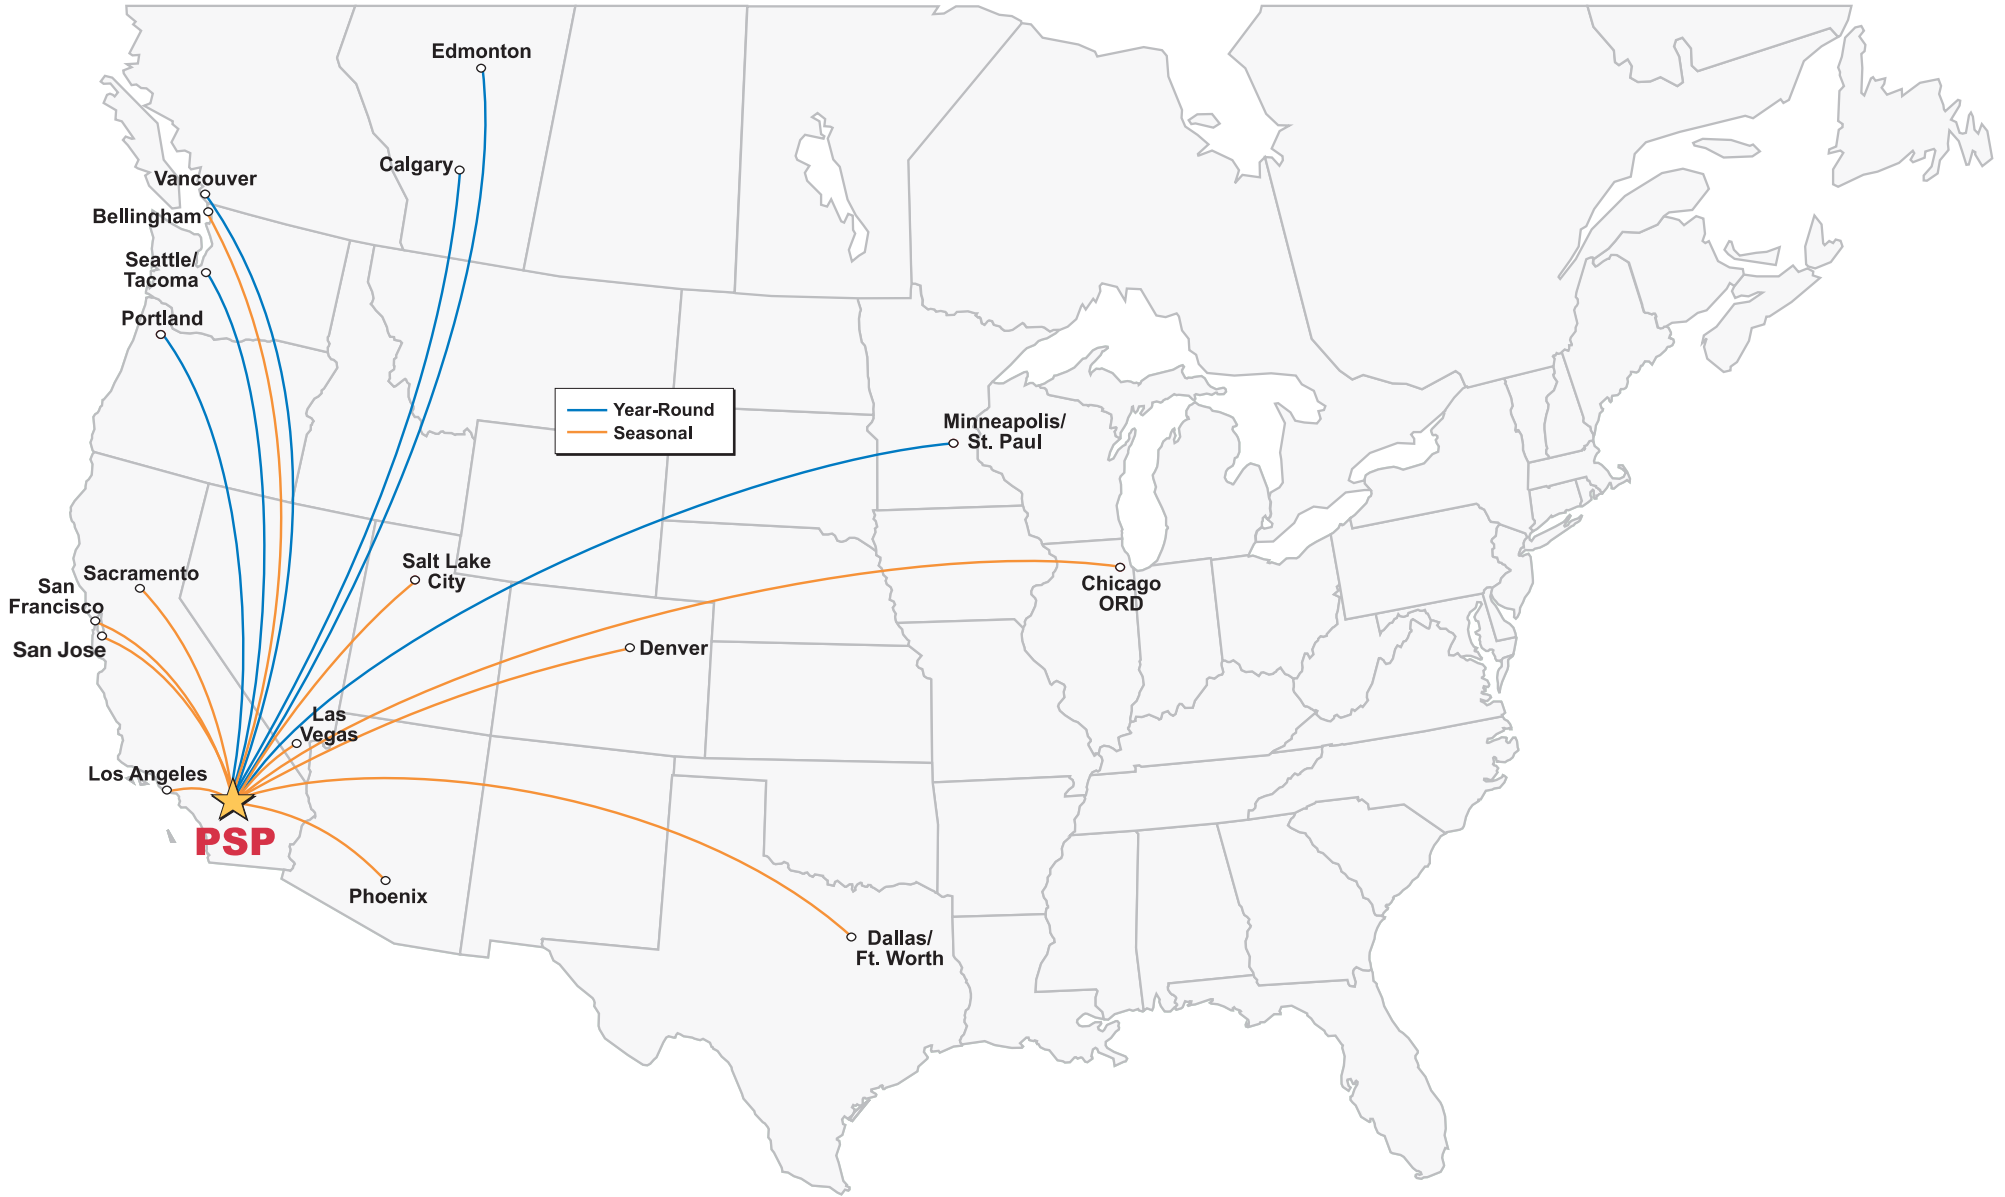 Edmonton
Calgary
Vancouver
Bellingham
Seattle/
Tacoma
Portland
Year-Round
Seasonal
Minneapolis/
St. Paul
Salt Lake
City
Sacramento
San
Francisco
San Jose
Chicago
ORD
Denver
Las
Vegas
Los Angeles
PSP
Phoenix
Dallas/
Ft. Worth